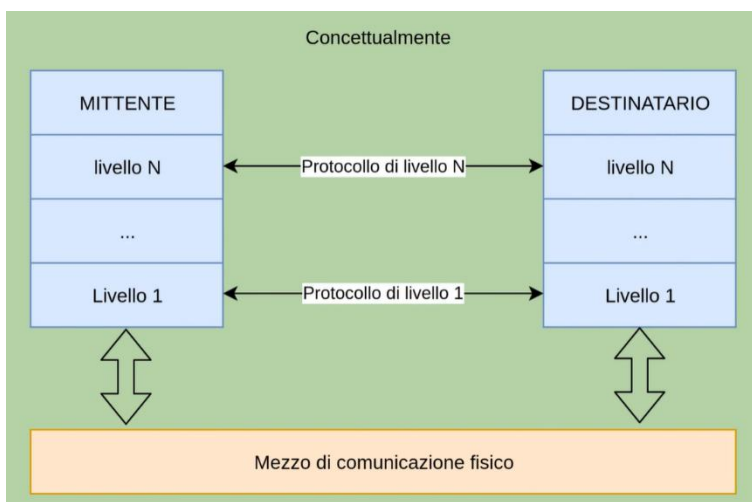 Concettualmente
MITTENTE
DESTINATARIO
livello N
Protocollo di livello N
livello N
...
...
Livello 1
Protocollo di livello 1
Livello 1
Mezzo di comunicazione fisico